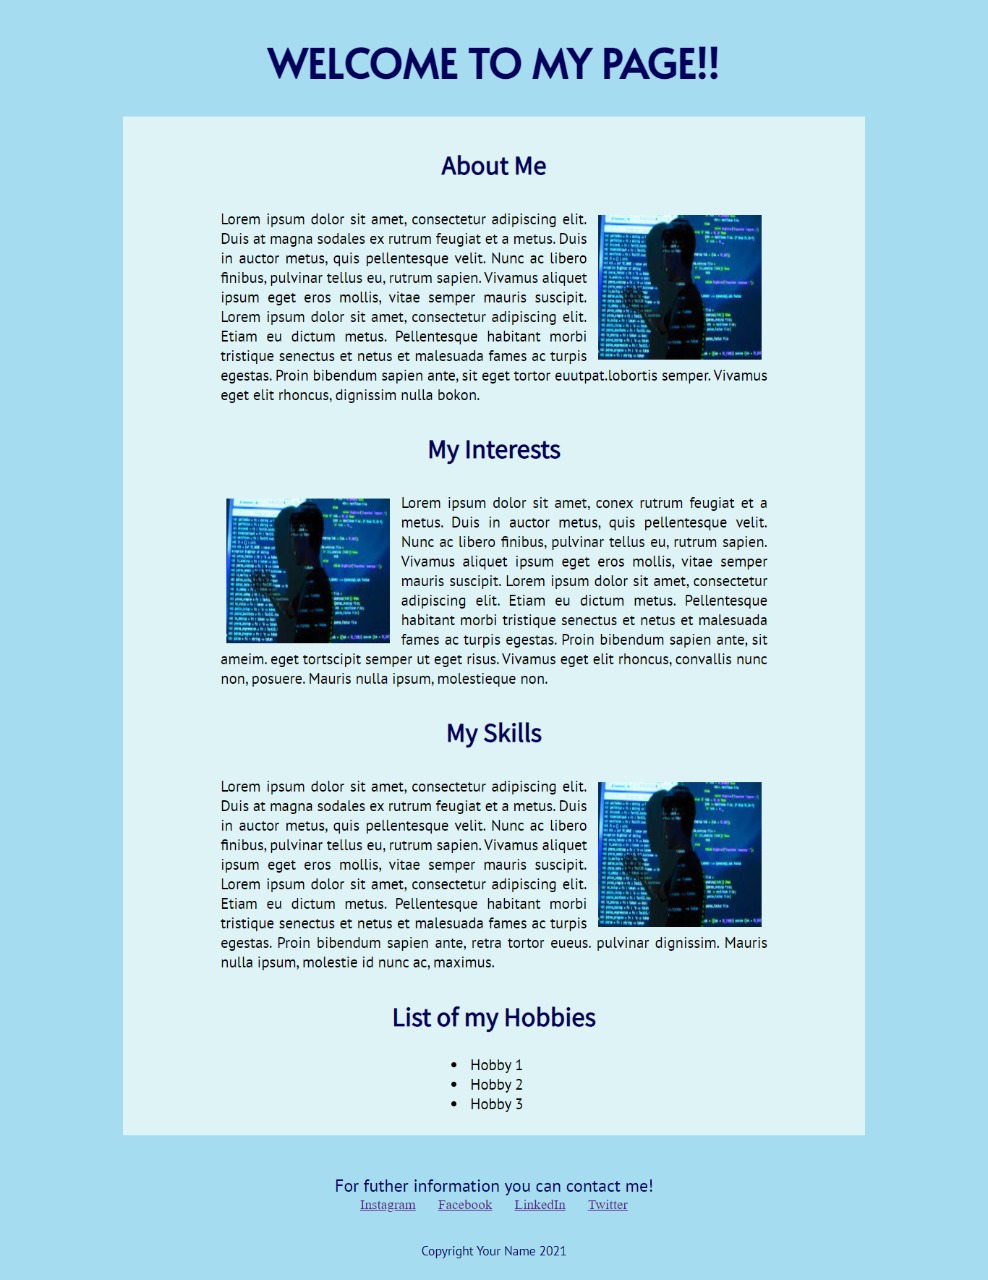 WELCOME TO MY PAGE!!
About Me
Lorem ipsum dolor sit amet, consectetur adipiscing elit.
Duis at magna sodales ex rutrum feugiat et a metus. Duis
in auctor metus, quis pellentesque velit. Nunc ac libero
finibus, pulvinar tellus eu, rutrum sapien. Vivamus aliquet
ipsum eget eros mollis, vitae semper mauris suscipit.
Lorem ipsum dolor sit amet, consectetur adipiscing elit.
Etiam eu dictum metus. Pellentesque habitant morbi
tristique senectus et netus et malesuada fames ac turpis
egestas. Proin bibendum sapien ante, sit eget tortor euutpat.lobortis semper. Vivamus
eget elit rhoncus, dignissim nulla bokon.
My Interests
Lorem ipsum dolor sit amet, conex rutrum feugiat et a
metus. Duis in auctor metus, quis pellentesque velit.
Nunc ac libero finibus, pulvinar tellus eu, rutrum sapien.
Vivamus aliquet ipsum eget eros mollis, vitae semper
mauris suscipit. Lorem ipsum dolor sit amet, consectetur
adipiscing elit. Etiam eu dictum metus. Pellentesque
habitant morbi tristique senectus et netus et malesuada
fames ac turpis egestas. Proin bibendum sapien ante, sit
ameim. eget tortscipit semper ut eget risus. Vivamus eget elit rhoncus, convallis nunc
non, posuere. Mauris nulla ipsum, molestieque non.
My Skills
Lorem ipsum dolor sit amet, consectetur adipiscing elit.
Duis at magna sodales ex rutrum feugiat et a metus. Duis
in auctor metus, quis pellentesque velit. Nunc ac libero
finibus, pulvinar tellus eu, rutrum sapien. Vivamus aliquet
ipsum eget eros mollis, vitae semper mauris suscipit.
Lorem ipsum dolor sit amet, consectetur adipiscing elit.
Etiam eu dictum metus. Pellentesque habitant morbi
tristique senectus et netus et malesuada fames ac turpis
egestas. Proin bibendum sapien ante, retra tortor eueus. pulvinar dignissim. Mauris
nulla ipsum, molestie id nunc ac, maximus.
List of my Hobbies
• Hobby 1
• Hobby 2
• Hobby 3
For futher information you can contact me!
Instagram Facebook LinkedIn Twitter
Copyright Your Name 2021